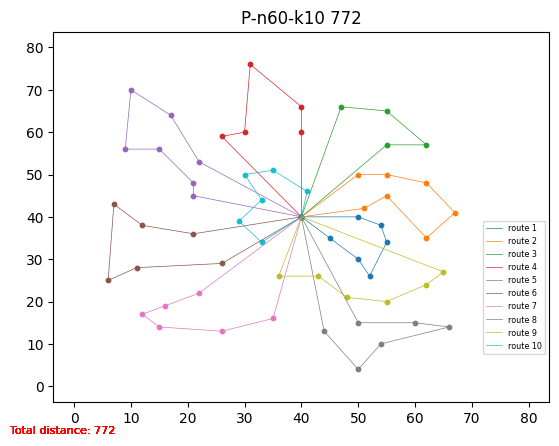 P-n60-k10 772
80
70
60
50
40
30
20
10
0
0 10 20 30 40 50 60 70 80
route 1
route 2
route 3
route 4
route 5
route 6
route 7
route 8
route 9
route 10
Total distance: 772